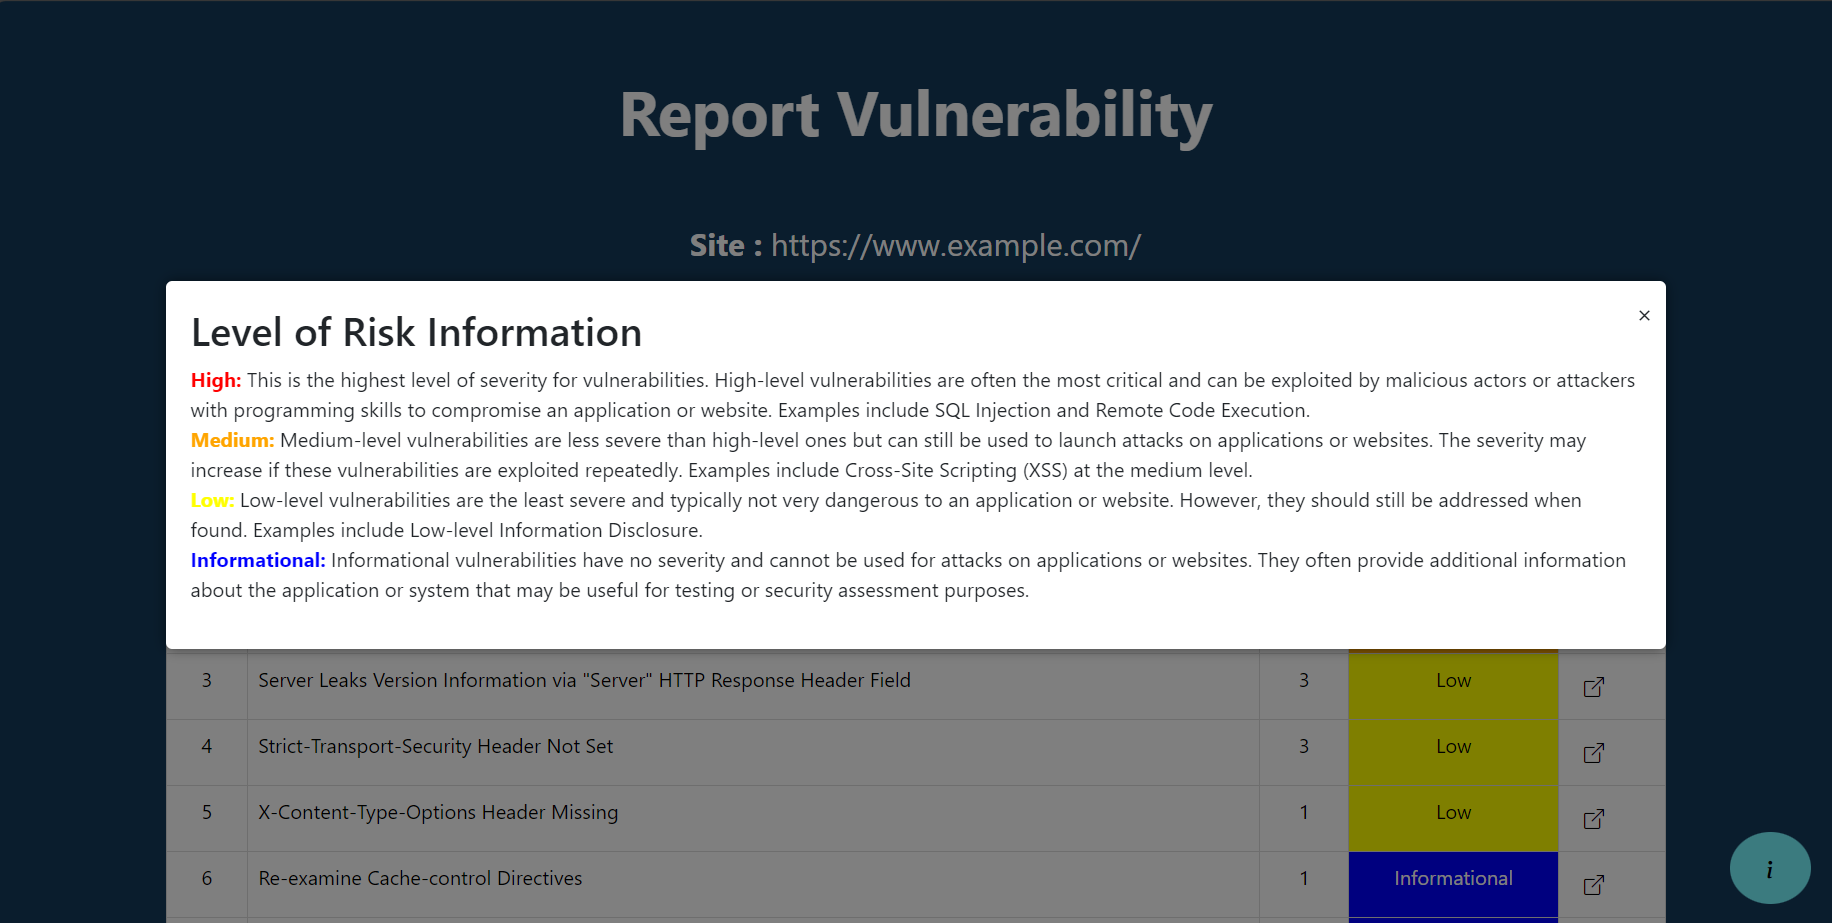 Report Vulnerability
Site : https://www.example.com/
Level of Risk Information
×
High: This is the highest level of severity for vulnerabilities. High-level vulnerabilities are often the most critical and can be exploited by malicious actors or attackers
with programming skills to compromise an application or website. Examples include SQL Injection and Remote Code Execution.
Medium: Medium-level vulnerabilities are less severe than high-level ones but can still be used to launch attacks on applications or websites. The severity may
increase if these vulnerabilities are exploited repeatedly. Examples include Cross-Site Scripting (XSS) at the medium level.
Low: Low-level vulnerabilities are the least severe and typically not very dangerous to an application or website. However, they should still be addressed when
found. Examples include Low-level Information Disclosure.
Informational: Informational vulnerabilities have no severity and cannot be used for attacks on applications or websites. They often provide additional information
about the application or system that may be useful for testing or security assessment purposes.
3 Server Leaks Version Information via "Server" HTTP Response Header Field 3 Low
4 Strict-Transport-Security Header Not Set 3 Low
5 X-Content-Type-Options Header Missing 1 Low
6 Re-examine Cache-control Directives 1 Informational
i